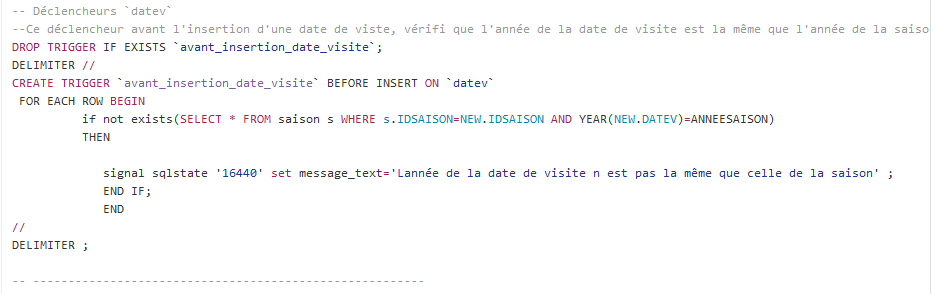 -- Déclencheurs `datev`
--Ce déclencheur avant l'insertion d'une date de viste, vérifi que l'année de la date de visite est la même que l'année de la saiso
DROP TRIGGER IF EXISTS `avant_insertion_date_visite`;
DELIMITER //
CREATE TRIGGER `avant_insertion_date_visite` BEFORE INSERT ON `datev`
FOR EACH ROW BEGIN
if not exists(SELECT * FROM saison s WHERE s.IDSAISON=NEW.IDSAISON AND YEAR(NEW.DATEV)=ANNEESAISON)
THEN
signal sqlstate '16440' set message_text='Lannée de la date de visite n est pas la même que celle de la saison' ;
END IF;
END
//
DELIMITER ;
-- --------------------------------------------------------